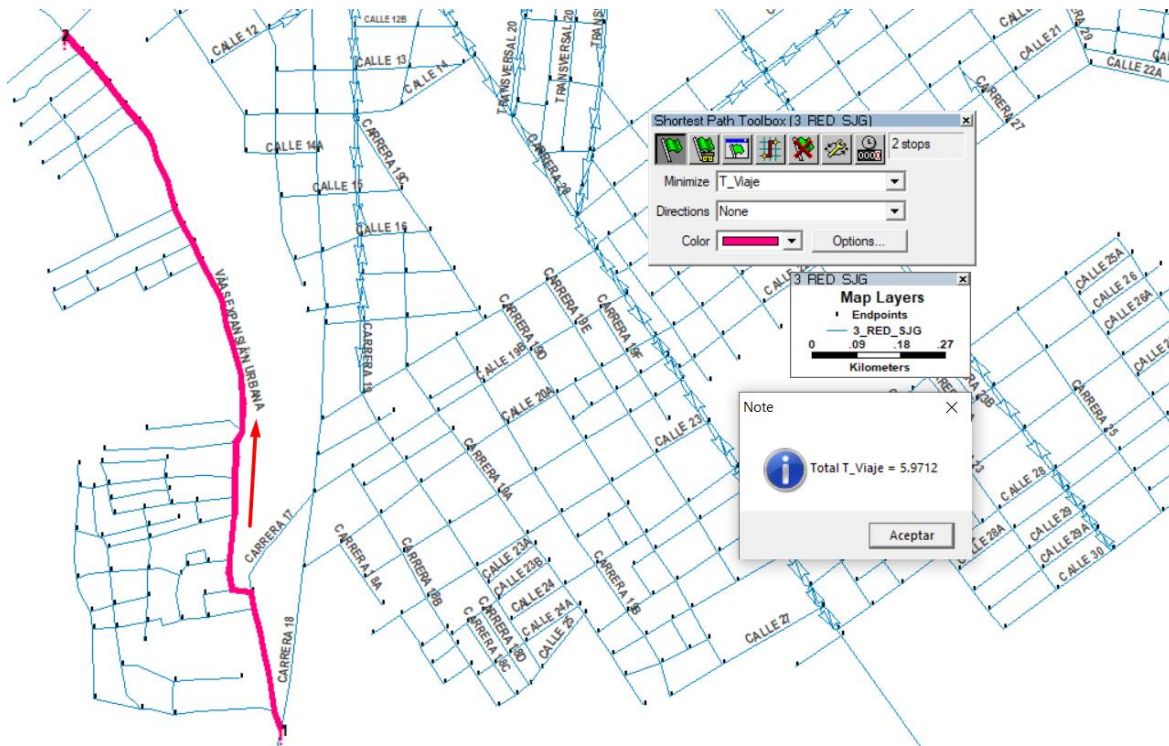 2
CALLE 12
CALLE 12B
CALLE 13
CALLE 14
CALLE 14A
CARRERA 19C
CALLE 15
CALLE 16
TRANSVERSAL 20
TRANSVERSAL 20
CARRERA 20
CALLE 21
CALLE 22A
CARRERA 27
Shortest Path Toolbox (3_RED_SJG)
2 stops
Minimize T_Viaje
Directions None
Color
Options...
3_RED_SJG
Map Layers
Endpoints
3_RED_SJG
0 .09 .18 .27
Kilometers
Note
Total T_Viaje = 5.9712
Aceptar
VÃAS EXPANSIÃN URBANA
CARRERA 19
CARRERA 19D
CARRERA 19E
CARRERA 19F
CALLE 19B
CALLE 20A
CALLE 23
CARRERA 19A
CALLE 25A
CALLE 26
CALLE 26A
CARRERA 23B
CARRERA 25
CALLE 28
CALLE 28A
CALLE 29
CALLE 29A
CALLE 30
CARRERA 17
CARRERA 18
CARRERA 18A
CARRERA 18B
CALLE 23A
CALLE 23B
CALLE 24
CALLE 24A
CALLE 25
CARRERA 18C
CARRERA 18D
CARRERA 19B
CALLE 27
1